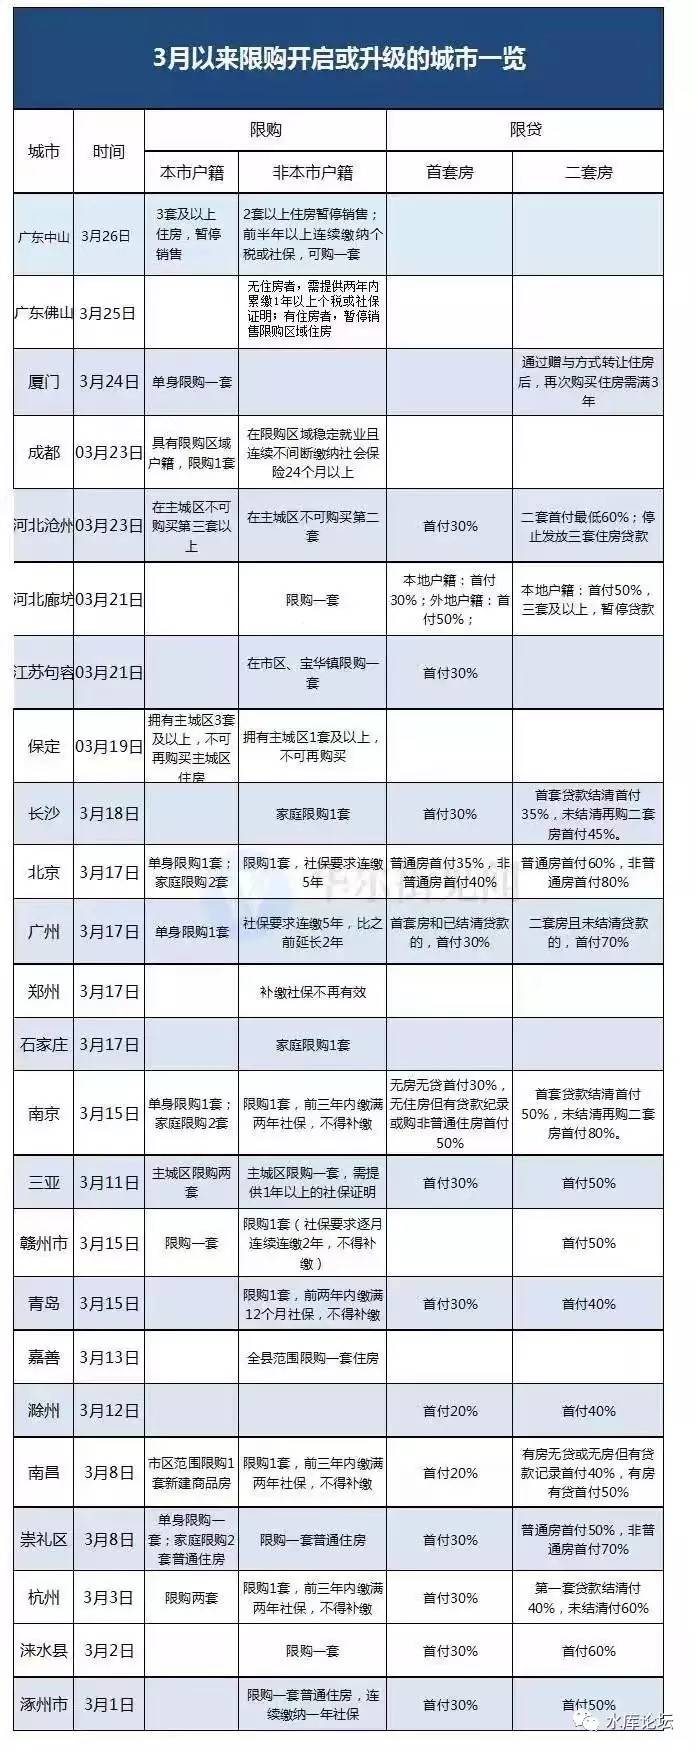 3月以来限购开启或升级的城市一览
城市
时间
限购
限贷
本市户籍
非本市户籍
首套房
二套房
广东中山
3月26日
3套及以上
住房，暂停
销售
2套以上住房暂停销售；
前半年以上连续缴纳个
税或社保，可购一套
广东佛山
3月25日
无住房者，需提供两年内
累缴1年以上个税或社保
证明；有住房者，暂停销
售限购区域住房
厦门
3月24日
单身限购一套
通过赠与方式转让住房
后，再次购买住房需满3
年
成都
03月23日
具有限购区域
户籍，限购1套
在限购区域稳定就业且
连续不间断缴纳社会保
险24个月以上
河北沧州
03月23日
在主城区不可
购买第三套以
上
在主城区不可购买第二
套
首付30%
二套首付最低60%；停
止发放三套住房贷款
河北廊坊
03月21日
限购一套
本地户籍：首付
30%；外地户籍：首
付50%；
本地户籍：首付50%，
三套及以上，暂停贷款
江苏句容
03月21日
在市区、宝华镇限购一
套
首付30%
保定
03月19日
拥有主城区3套
及以上，不可
再购买主城区
住房
拥有主城区1套及以上，
不可再购买
长沙
3月18日
家庭限购1套
首付30%
首套贷款结清首付
35%，未结清再购二套
房首付45%。
北京
3月17日
单身限购1套；
家庭限购2套
限购1套，社保要求连缴
5年
普通房首付35%，非
普通房首付40%
普通房首付60%，非普
通房首付80%
广州
3月17日
单身限购1套
社保要求连缴5年，比之
前延长2年
首套房和已结清贷款
的，首付30%
二套房且未结清贷款
的，首付70%
郑州
3月17日
补缴社保不再有效
石家庄
3月17日
家庭限购1套
南京
3月15日
单身限购1套；
家庭限购2套
限购1套，前三年内缴满
两年社保，不得补缴
无房无贷首付30%，
无住房但有贷款纪录
或购非普通住房首付
50%
首套贷款结清首付
50%，未结清再购二套
房首付80%。
三亚
3月11日
主城区限购两
套
主城区限购一套，需提
供1年以上的社保证明
首付30%
首付50%
赣州市
3月15日
限购一套
限购1套（社保要求逐月
连续连缴2年，不得补
缴）
首付50%
青岛
3月15日
限购1套，前两年内缴满
12个月社保，不得补缴
首付30%
首付40%
嘉善
3月13日
全县范围限购一套住房
滁州
3月12日
首付20%
首付40%
南昌
3月8日
市区范围限购1
套新建商品房
限购1套，前三年内缴满
两年社保，不得补缴
首付20%
有房无贷或无房但有贷
款记录首付40%，有房
有贷首付50%
崇礼区
3月8日
单身限购一
套；家庭限购2
套普通住房
限购一套普通住房
首付30%
普通房首付50%，非普
通房首付70%
杭州
3月3日
限购两套
限购1套，前三年内缴满
两年社保，不得补缴
首付30%
第一套贷款结清付
40%，未结清付60%
涞水县
3月2日
限购一套
首付30%
首付60%
涿州市
3月1日
限购一套普通住房，连
续缴纳一年社保
首付30%
首付50%
水库论坛